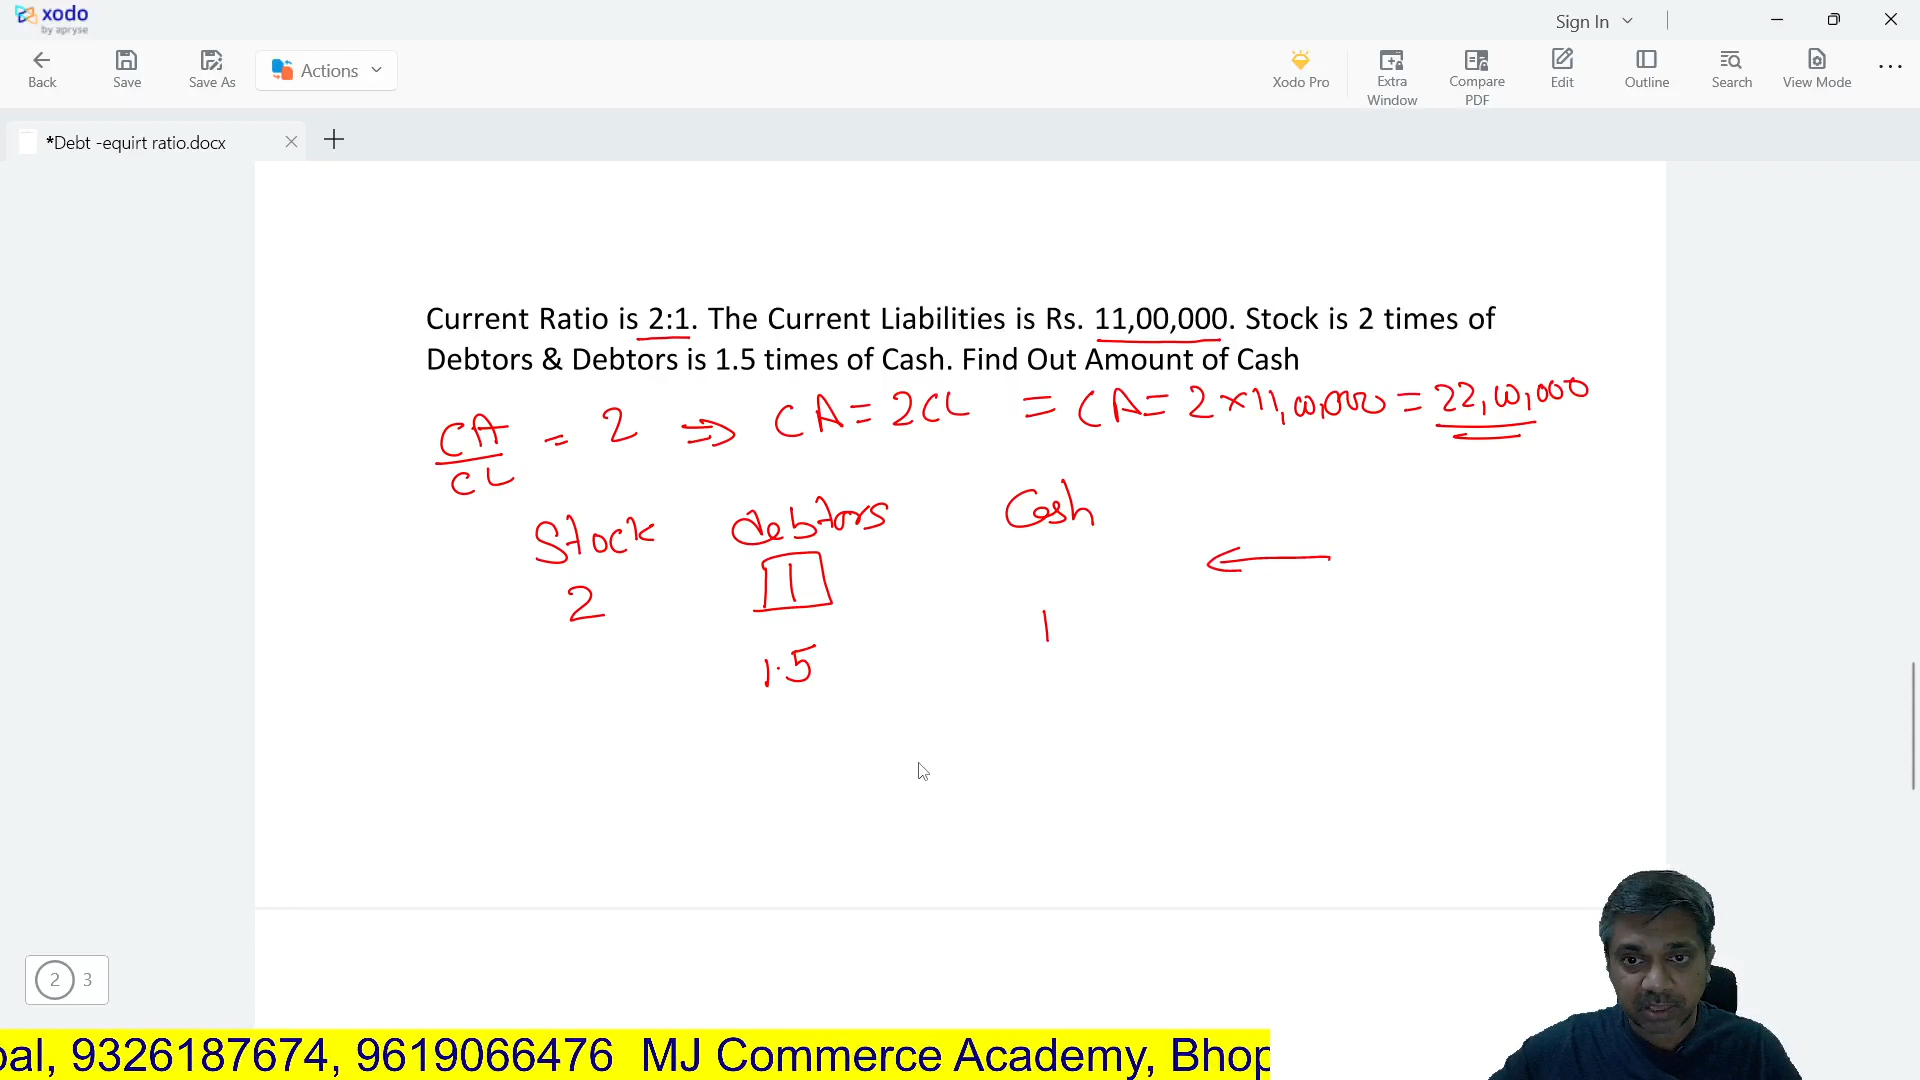 xodo
by apryse
Sign In
Back
Save
Save As
Actions
Xodo Pro
Extra Window
Compare PDF
Edit
Outline
Search
View Mode
*Debt -equirt ratio.docx
Current Ratio is 2:1. The Current Liabilities is Rs. 11,00,000. Stock is 2 times of
Debtors & Debtors is 1.5 times of Cash. Find Out Amount of Cash
CA/CL = 2 ⇒ CA = 2CL = CA = 2 × 11,00,000 = 22,00,000
Stock debtors Cash
2 1
1.5 1
2 3
oal, 9326187674, 9619066476 MJ Commerce Academy, Bhop